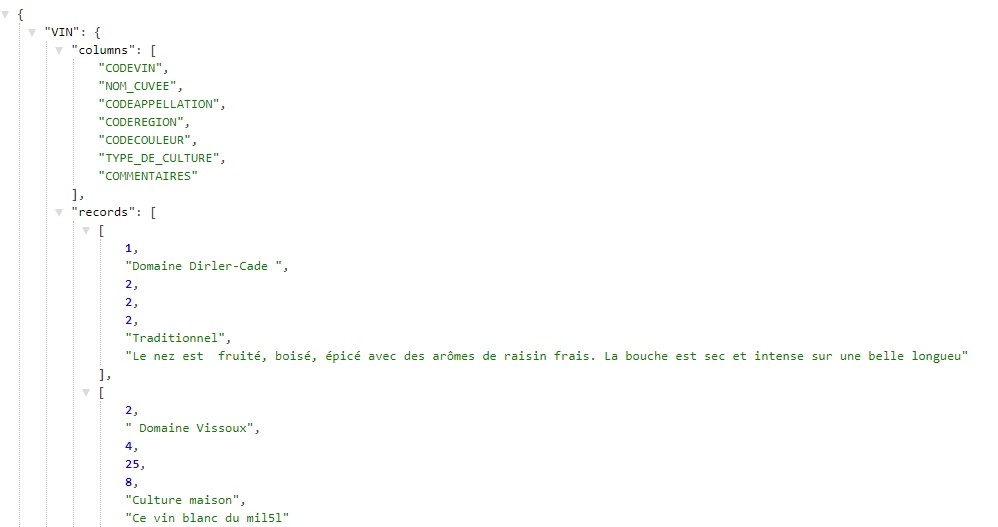 {
"VIN": {
"columns": [
"CODEVIN",
"NOM_CUVEE",
"CODEAPPELLATION",
"CODEREGION",
"CODECOULEUR",
"TYPE_DE_CULTURE",
"COMMENTAIRES"
],
"records": [
[
1,
"Domaine Dirler-Cade ",
2,
2,
2,
"Traditionnel",
"Le nez est  fruité, boisé, épicé avec des arômes de raisin frais. La bouche est sec et intense sur une belle longueu"
],
[
2,
" Domaine Vissoux",
4,
25,
8,
"Culture maison",
"Ce vin blanc du mil5l"